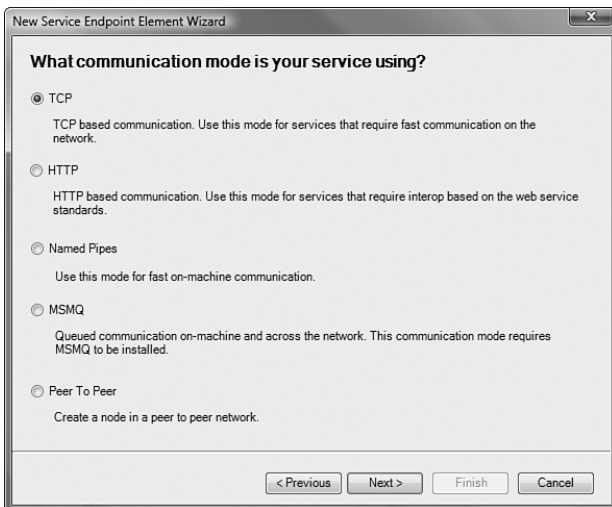 New Service Endpoint Element Wizard
What communication mode is your service using?
TCP
TCP based communication. Use this mode for services that require fast communication on the
network.
HTTP
HTTP based communication. Use this mode for services that require interop based on the web service
standards.
Named Pipes
Use this mode for fast on-machine communication.
MSMQ
Queued communication on-machine and across the network. This communication mode requires
MSMQ to be installed.
Peer To Peer
Create a node in a peer to peer network.
< Previous Next > Finish Cancel